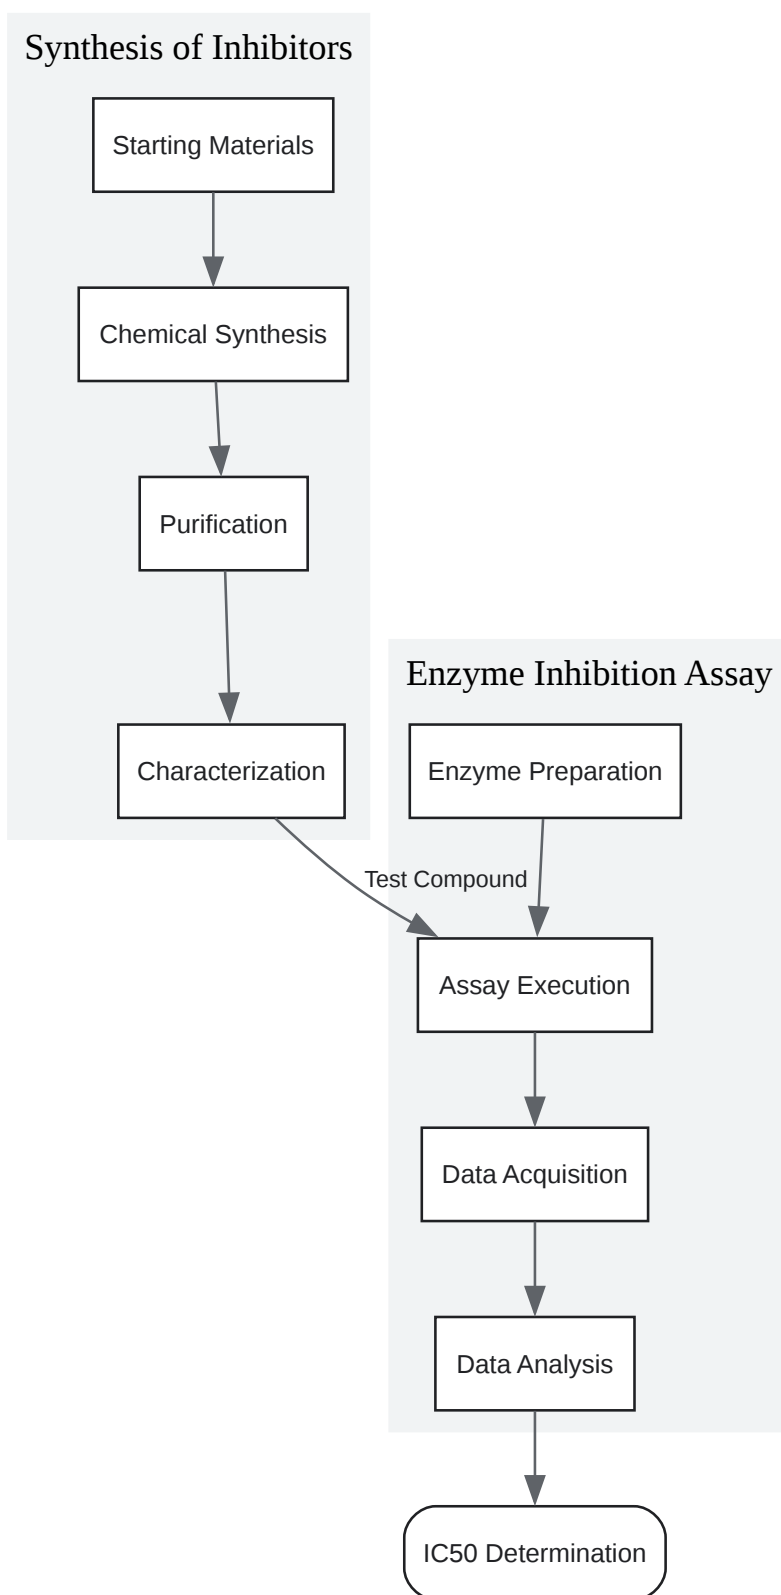 Synthesis of Inhibitors
Starting Materials
Chemical Synthesis
Purification
Characterization
Enzyme Inhibition Assay
Enzyme Preparation
Test Compound
Assay Execution
Data Acquisition
Data Analysis
IC50 Determination